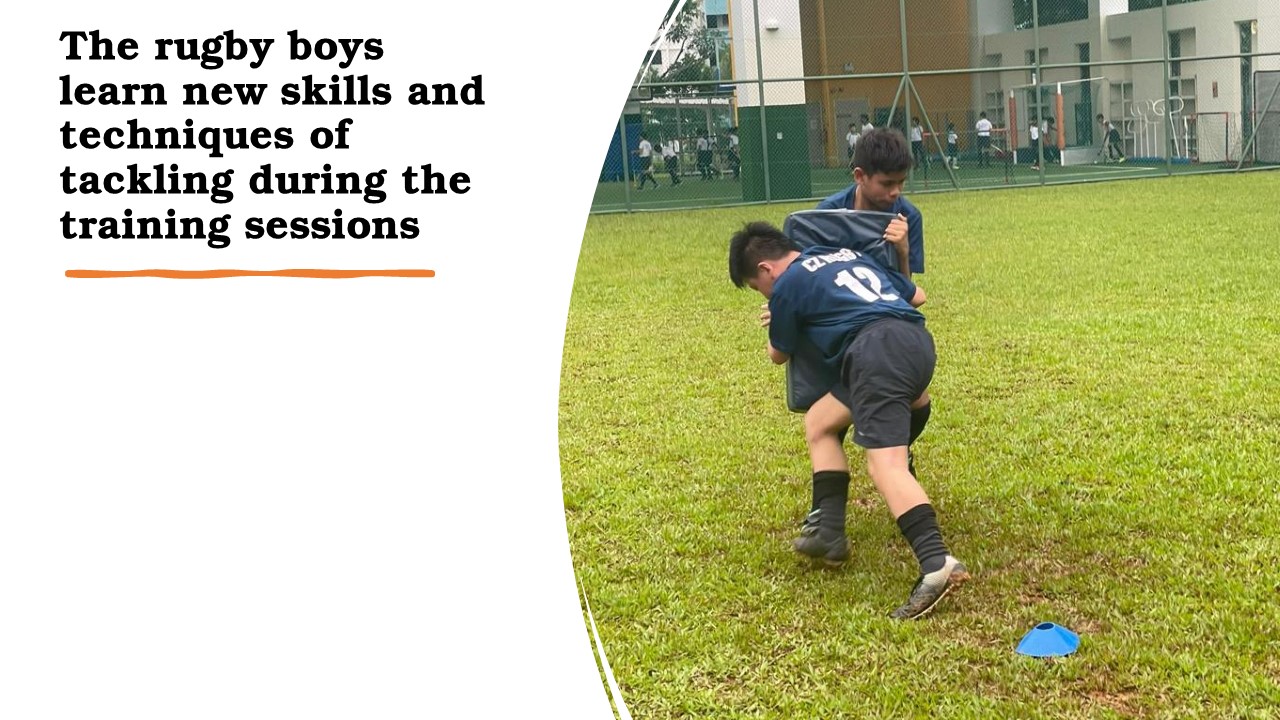 The rugby boys
learn new skills and
techniques of
tackling during the
training sessions
12